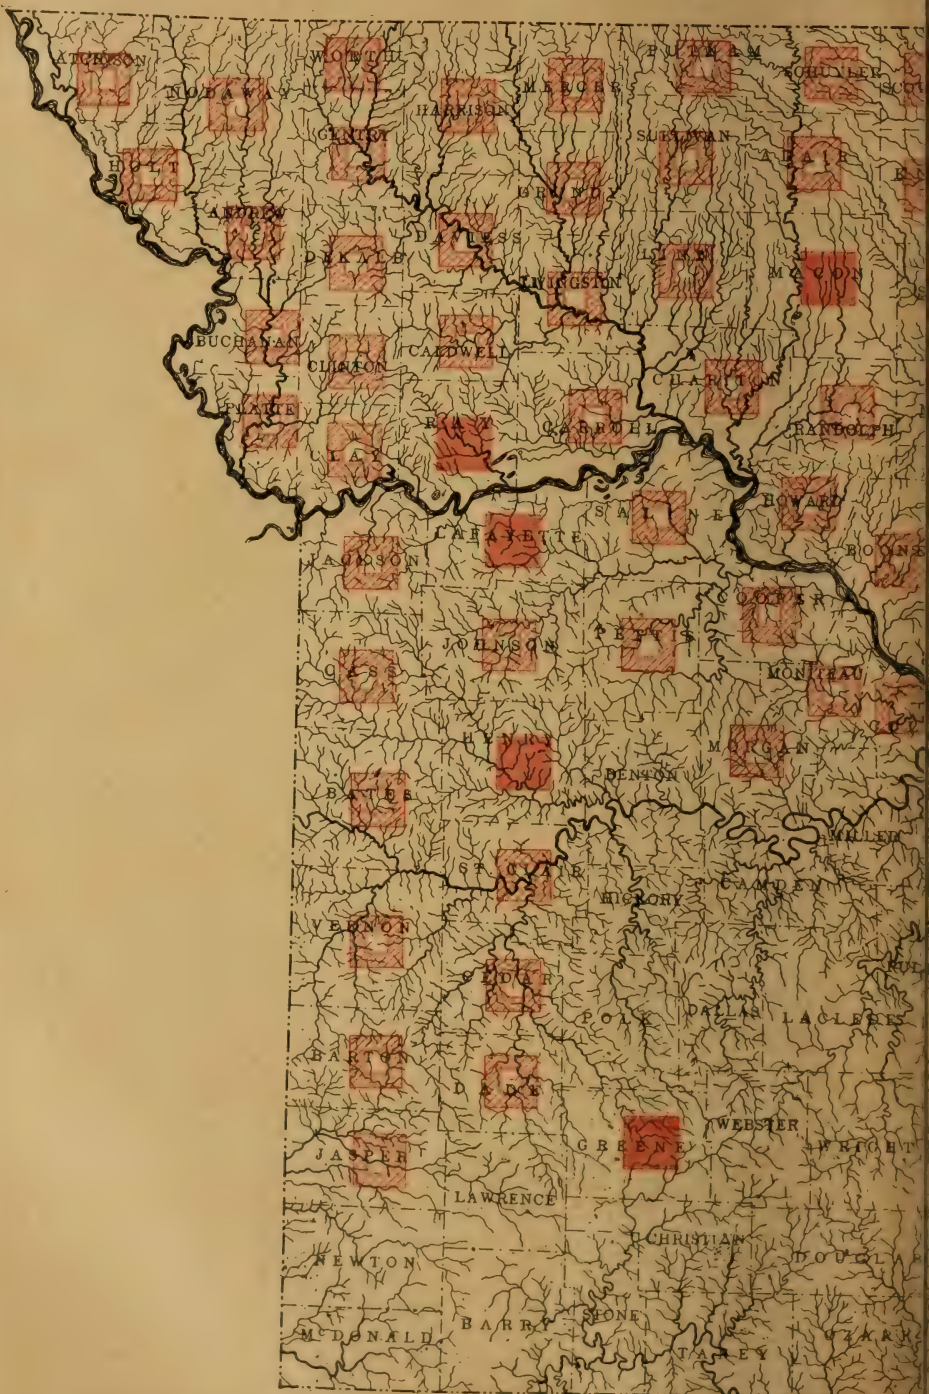 ATCHISON
NODAWAY
WORTH
HARRISON
MERCER
PUTNAM
SCHUYLER
HOLT
GENTRY
SULLIVAN
ADAIR
GRUNDY
ANDREW
DEKALB
DAVIESS
LIVINGSTON
LINN
MACON
BUCHANAN
CLINTON
CALDWELL
CHARITON
PLATTE
CLAY
RAY
CARROLL
RANDOLPH
JACKSON
LAFAYETTE
SALINE
HOWARD
BOONE
COOPER
CASS
JOHNSON
PETTIS
MONITEAU
HENRY
MORGAN
BATES
BENTON
MILLER
ST. CLAIR
HICKORY
CAMDEN
VERNON
CEDAR
POLK
DALLAS
LACLEDE
BARTON
DADE
GREENE
WEBSTER
WRIGHT
JASPER
LAWRENCE
CHRISTIAN
NEWTON
DOUGLA
McDONALD
BARRY
STONE
TANEY
OZARK